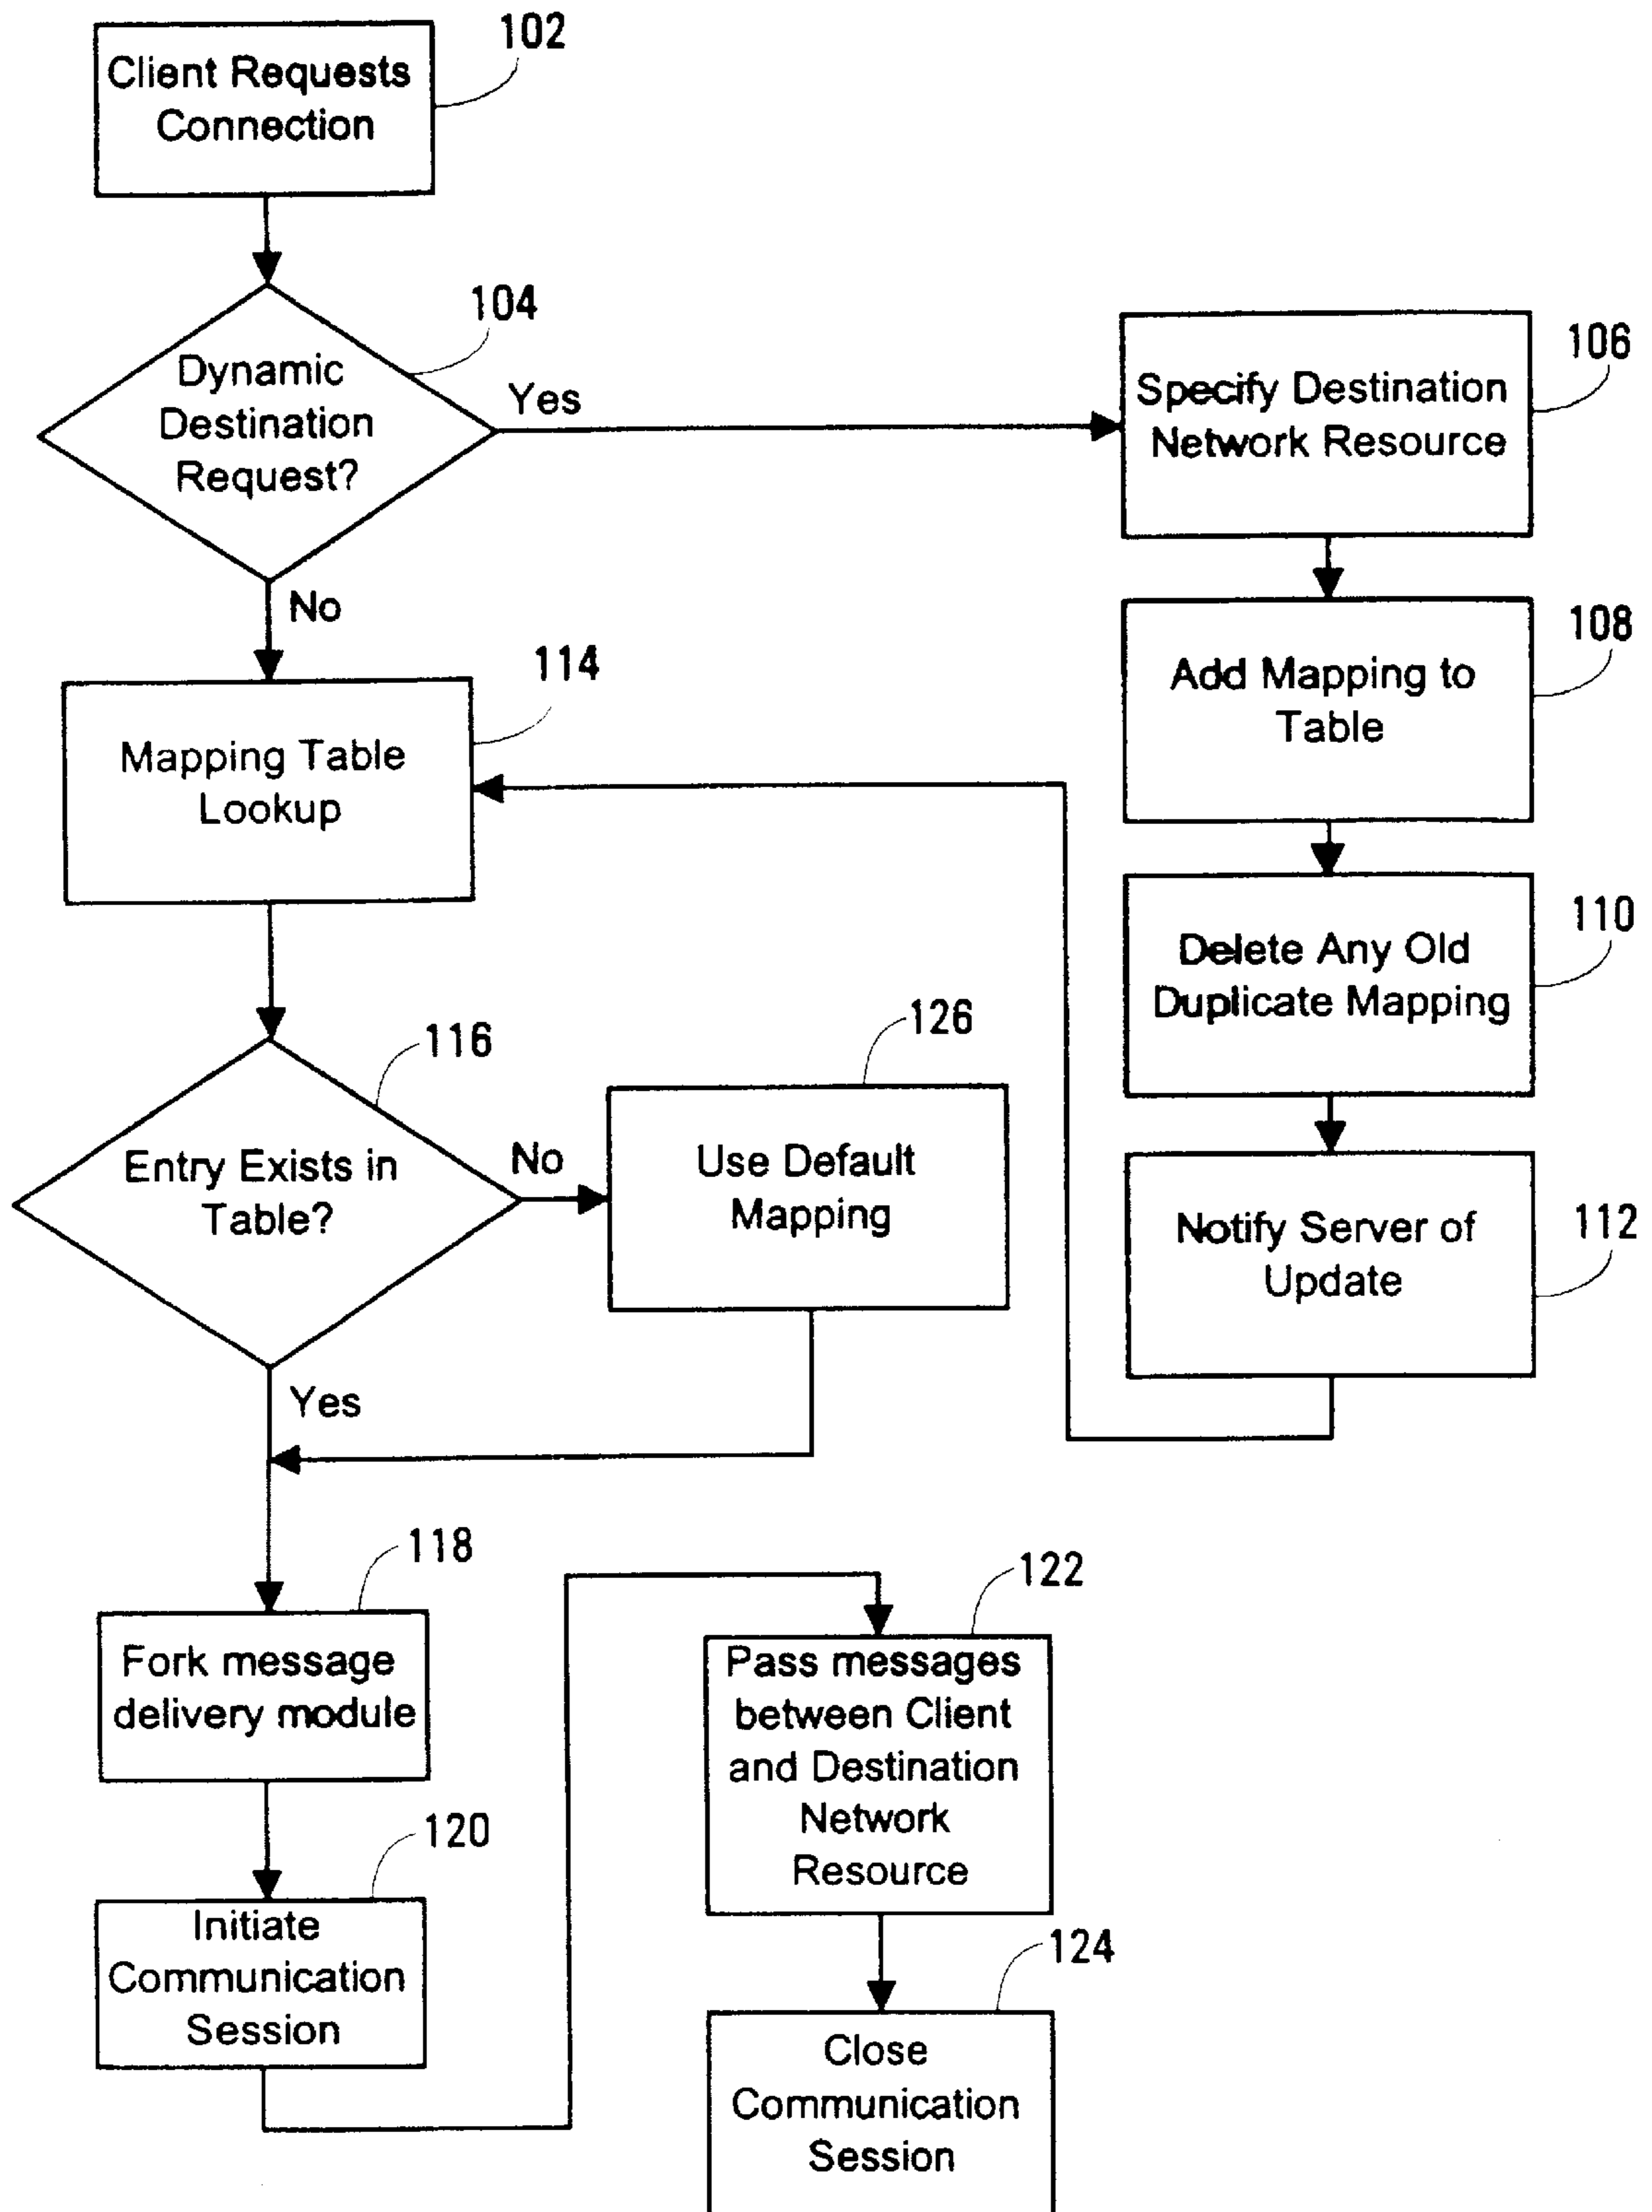 102
Client Requests
Connection
104
Dynamic
Destination
Request?
Yes
No
106
Specify Destination
Network Resource
108
Add Mapping to
Table
110
Delete Any Old
Duplicate Mapping
112
Notify Server of
Update
114
Mapping Table
Lookup
116
Entry Exists in
Table?
No
Yes
126
Use Default
Mapping
118
Fork message
delivery module
120
Initiate
Communication
Session
122
Pass messages
between Client
and Destination
Network
Resource
124
Close
Communication
Session